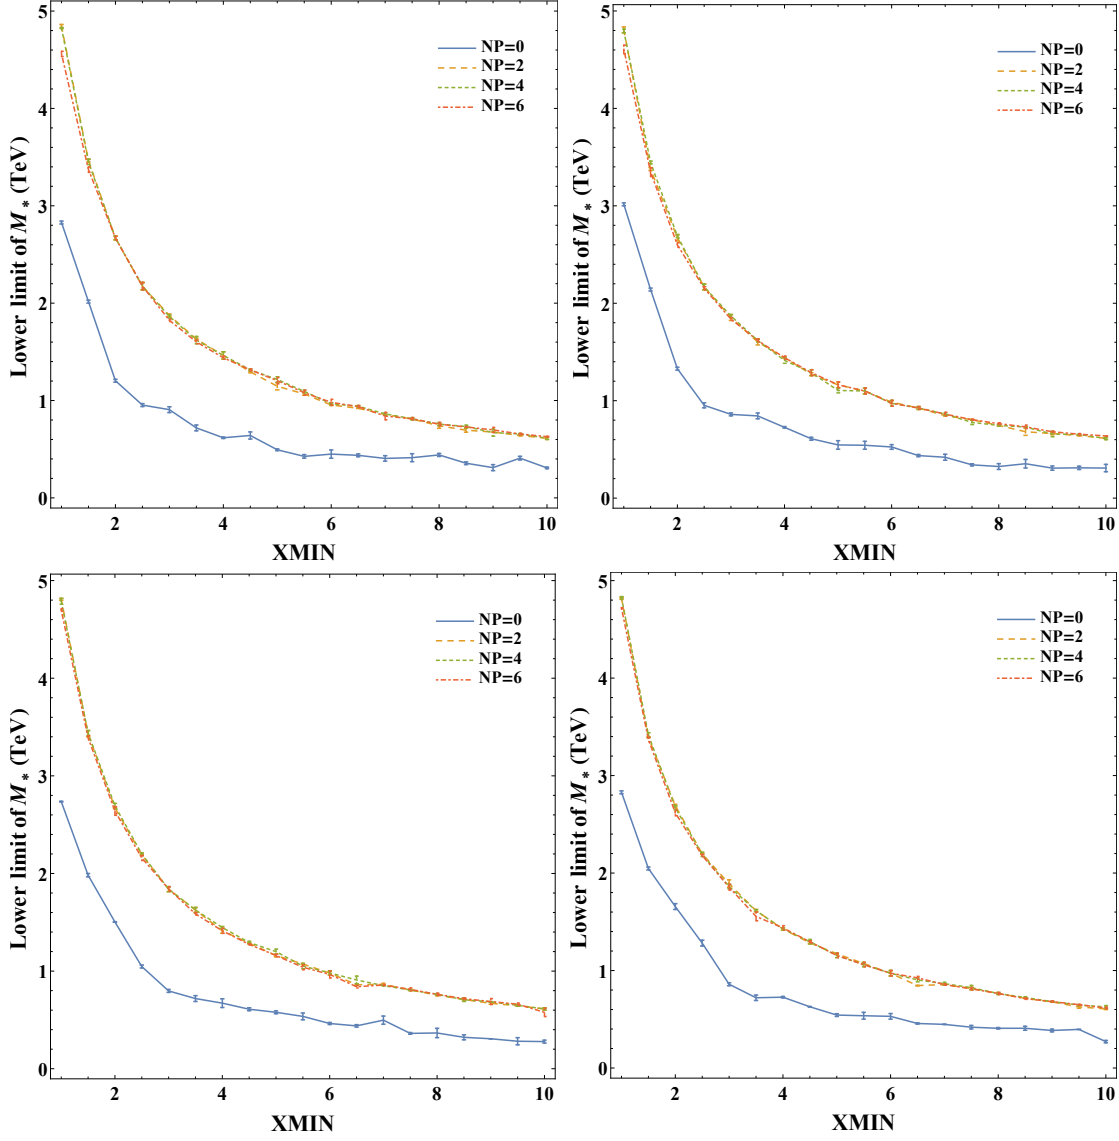 5
4
3
2
1
0
Lower limit of M* (TeV)
NP=0
NP=2
NP=4
NP=6
2 4 6 8 10
XMIN
5
4
3
2
1
0
Lower limit of M* (TeV)
NP=0
NP=2
NP=4
NP=6
2 4 6 8 10
XMIN
5
4
3
2
1
0
Lower limit of M* (TeV)
NP=0
NP=2
NP=4
NP=6
2 4 6 8 10
XMIN
5
4
3
2
1
0
Lower limit of M* (TeV)
NP=0
NP=2
NP=4
NP=6
2 4 6 8 10
XMIN